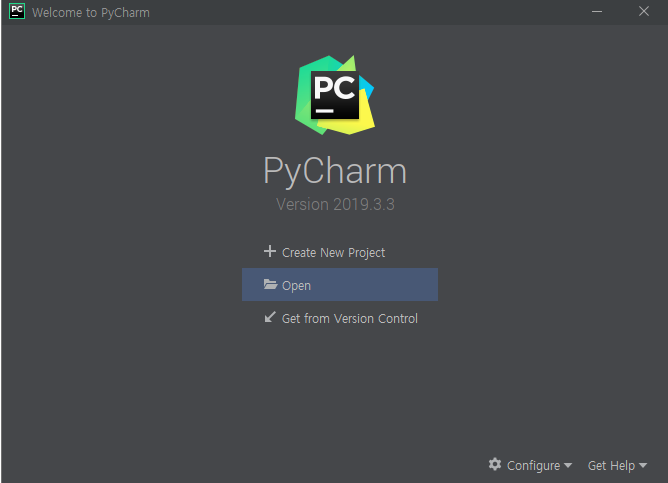 PC Welcome to PyCharm
PC
PyCharm
Version 2019.3.3
Create New Project
Open
Get from Version Control
Configure Get Help